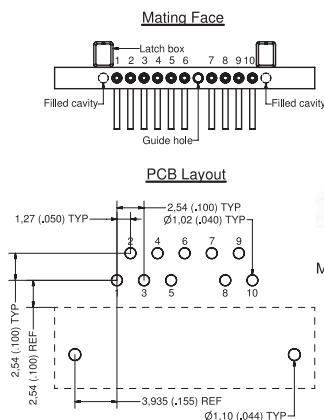 Mating Face
Latch box
1 2 3 4 5 6 7 8 9 10
Filled cavity
Filled cavity
Guide hole
PCB Layout
2,54 (.100) TYP
1,27 (.050) TYP
Ø1,02 (.040) TYP
2 4 6 7 9
1 3 5 8 10
2,54 (.100) TYP
2,54 (.100) REF
M
3,935 (.155) REF
Ø1,10 (.044) TYP